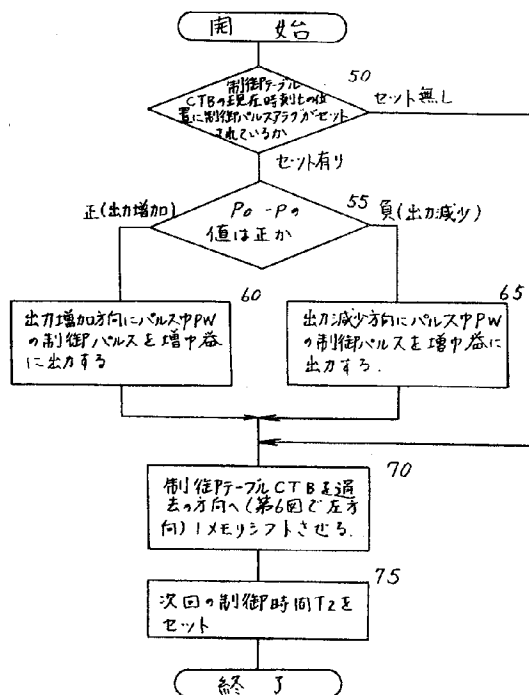 開 始
50
制御テーブル
CTBの現在時刻tの位
置に制御パルスフラグがセット
されているか
セット無し
セット有り
55
P0 - Pの
値は正か
正(出力増加)
負(出力減少)
60
出力増加方向にパルス巾PW
の制御パルスを増巾器
に出力する
65
出力減少方向にパルス巾PW
の制御パルスを増巾器に
出力する.
70
制御テーブルCTBを過
去の方向へ(第6図で左方
向)1メモリシフトさせる.
75
次回の制御時間T2を
セット
終 了